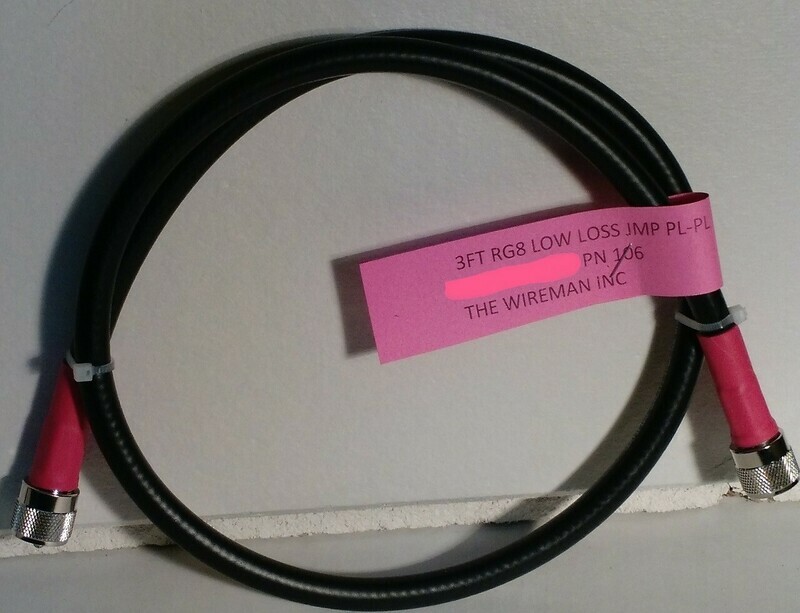 3FT RG8 LOW LOSS JMP PL-PL
PN 106
THE WIREMAN iNC